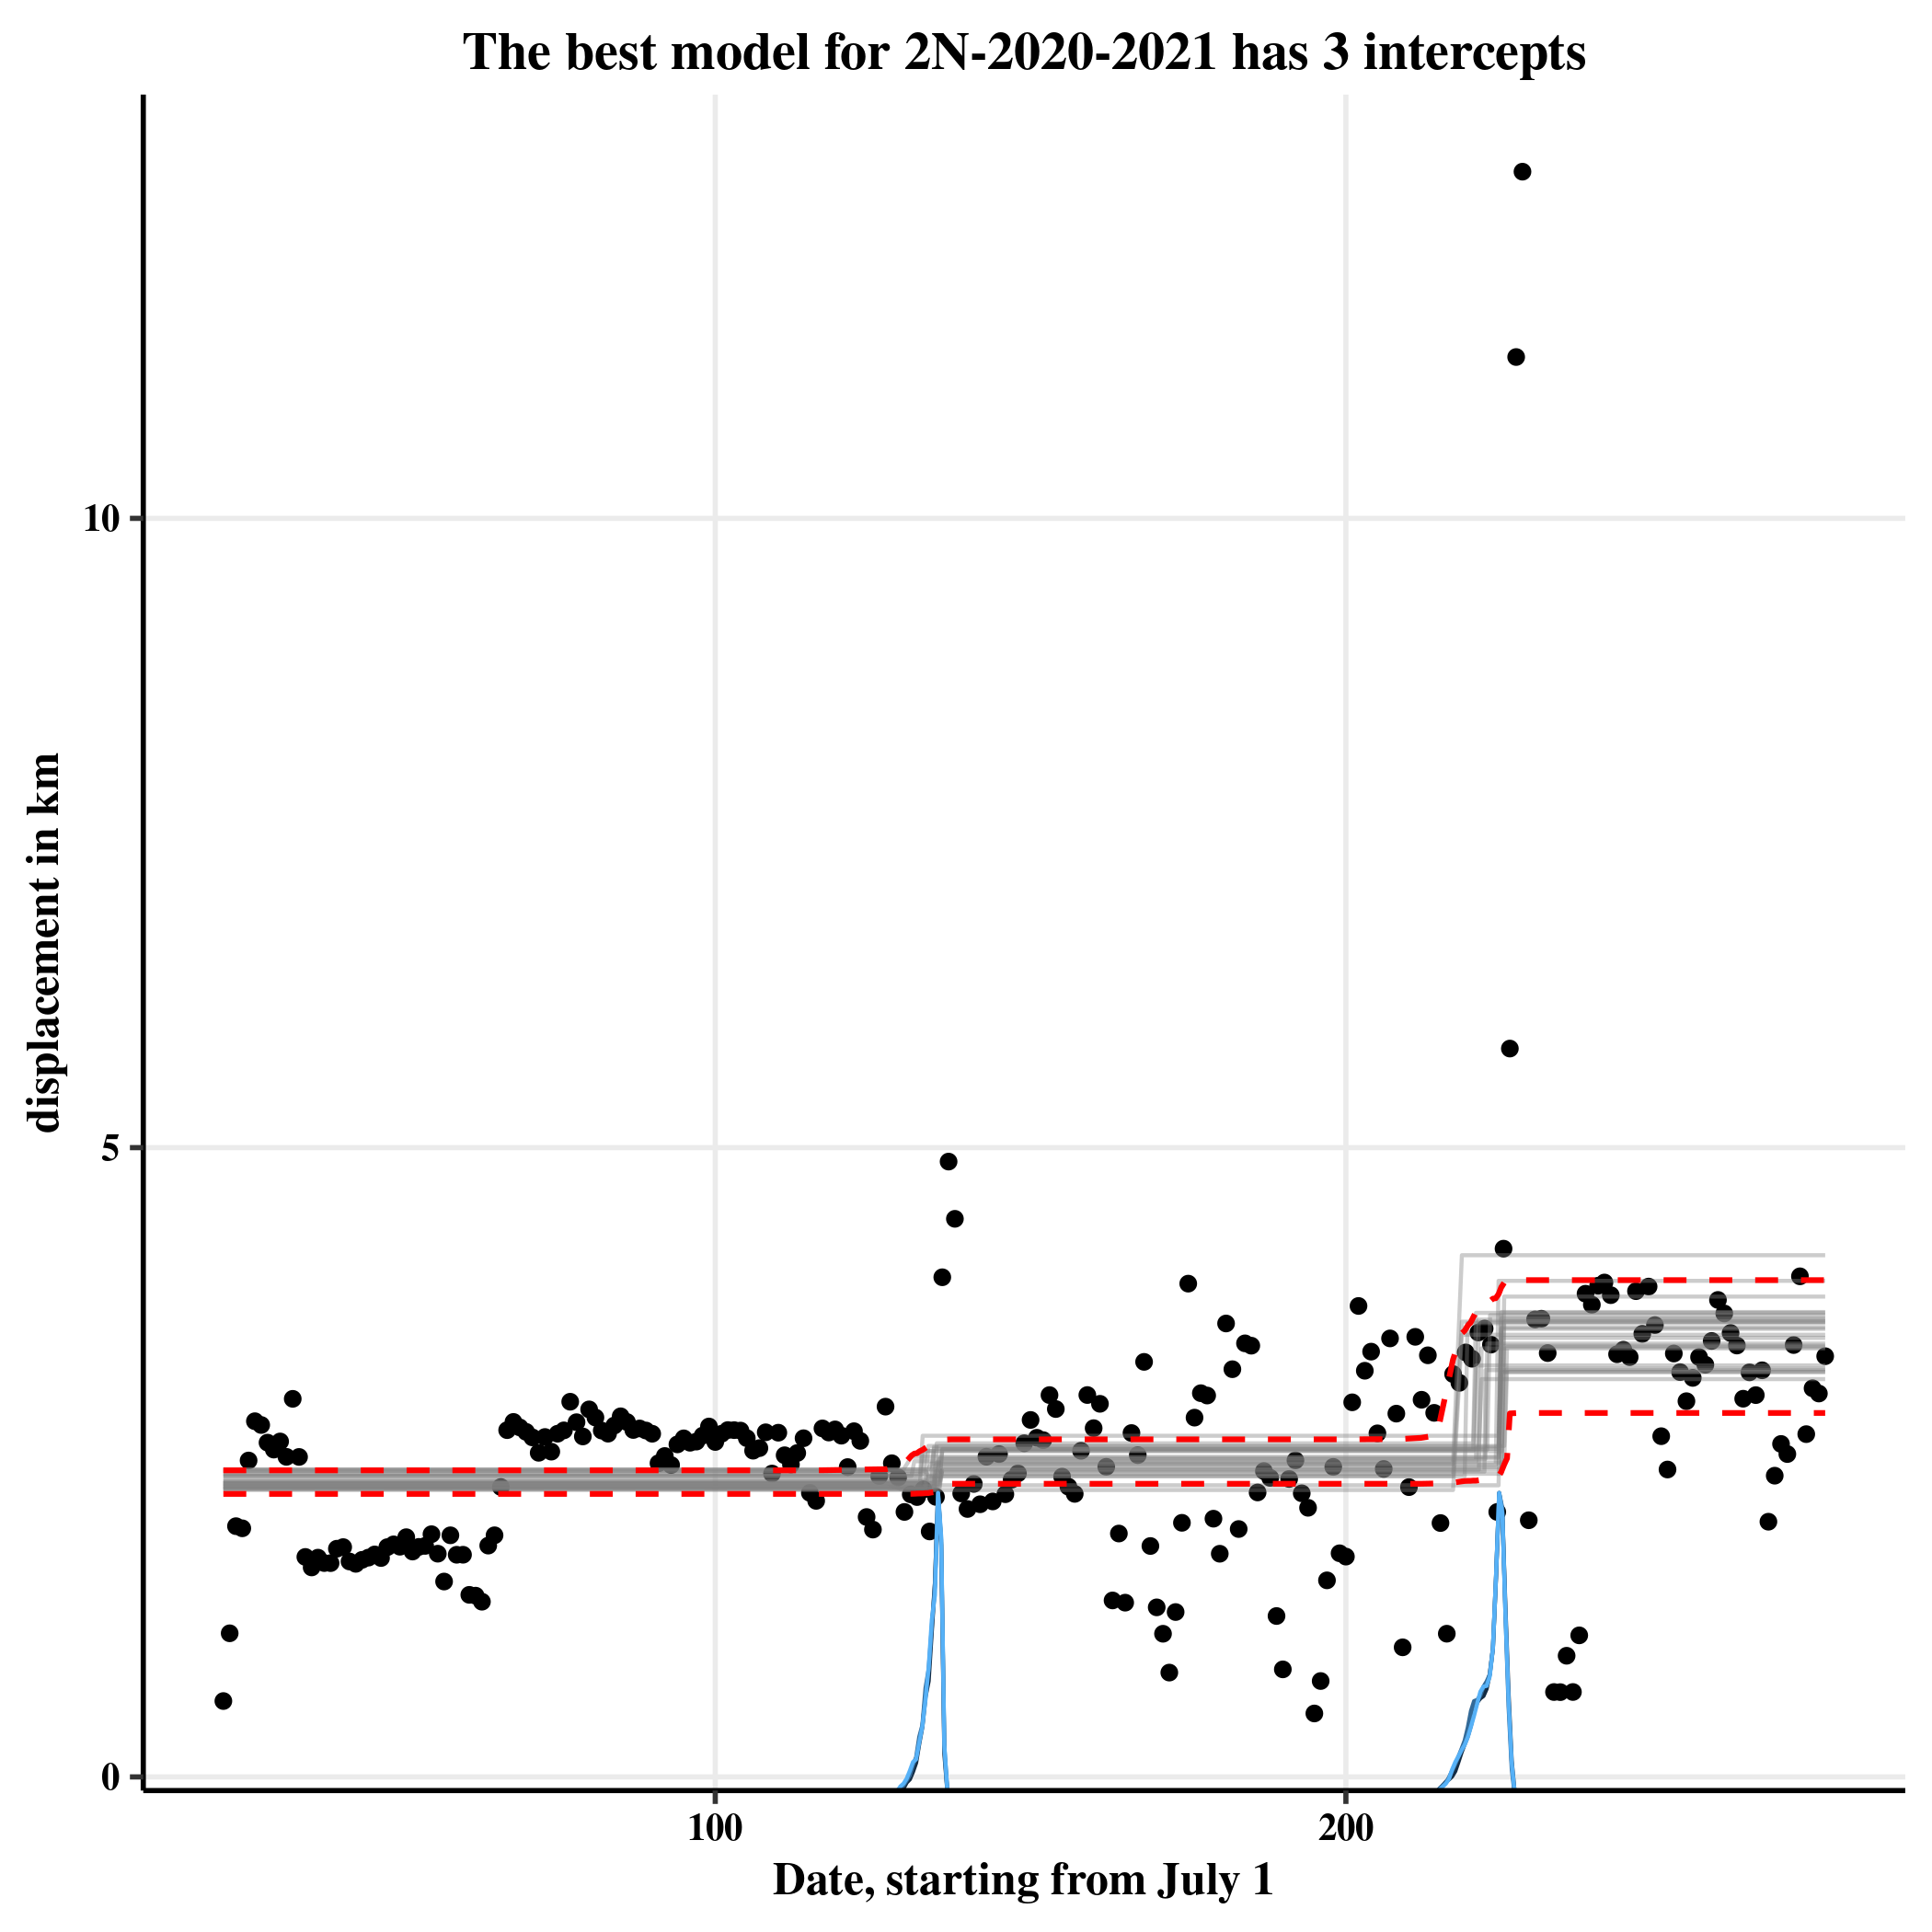 The best model for 2N-2020-2021 has 3 intercepts
displacement in km
10
5
0
100
200
Date, starting from July 1